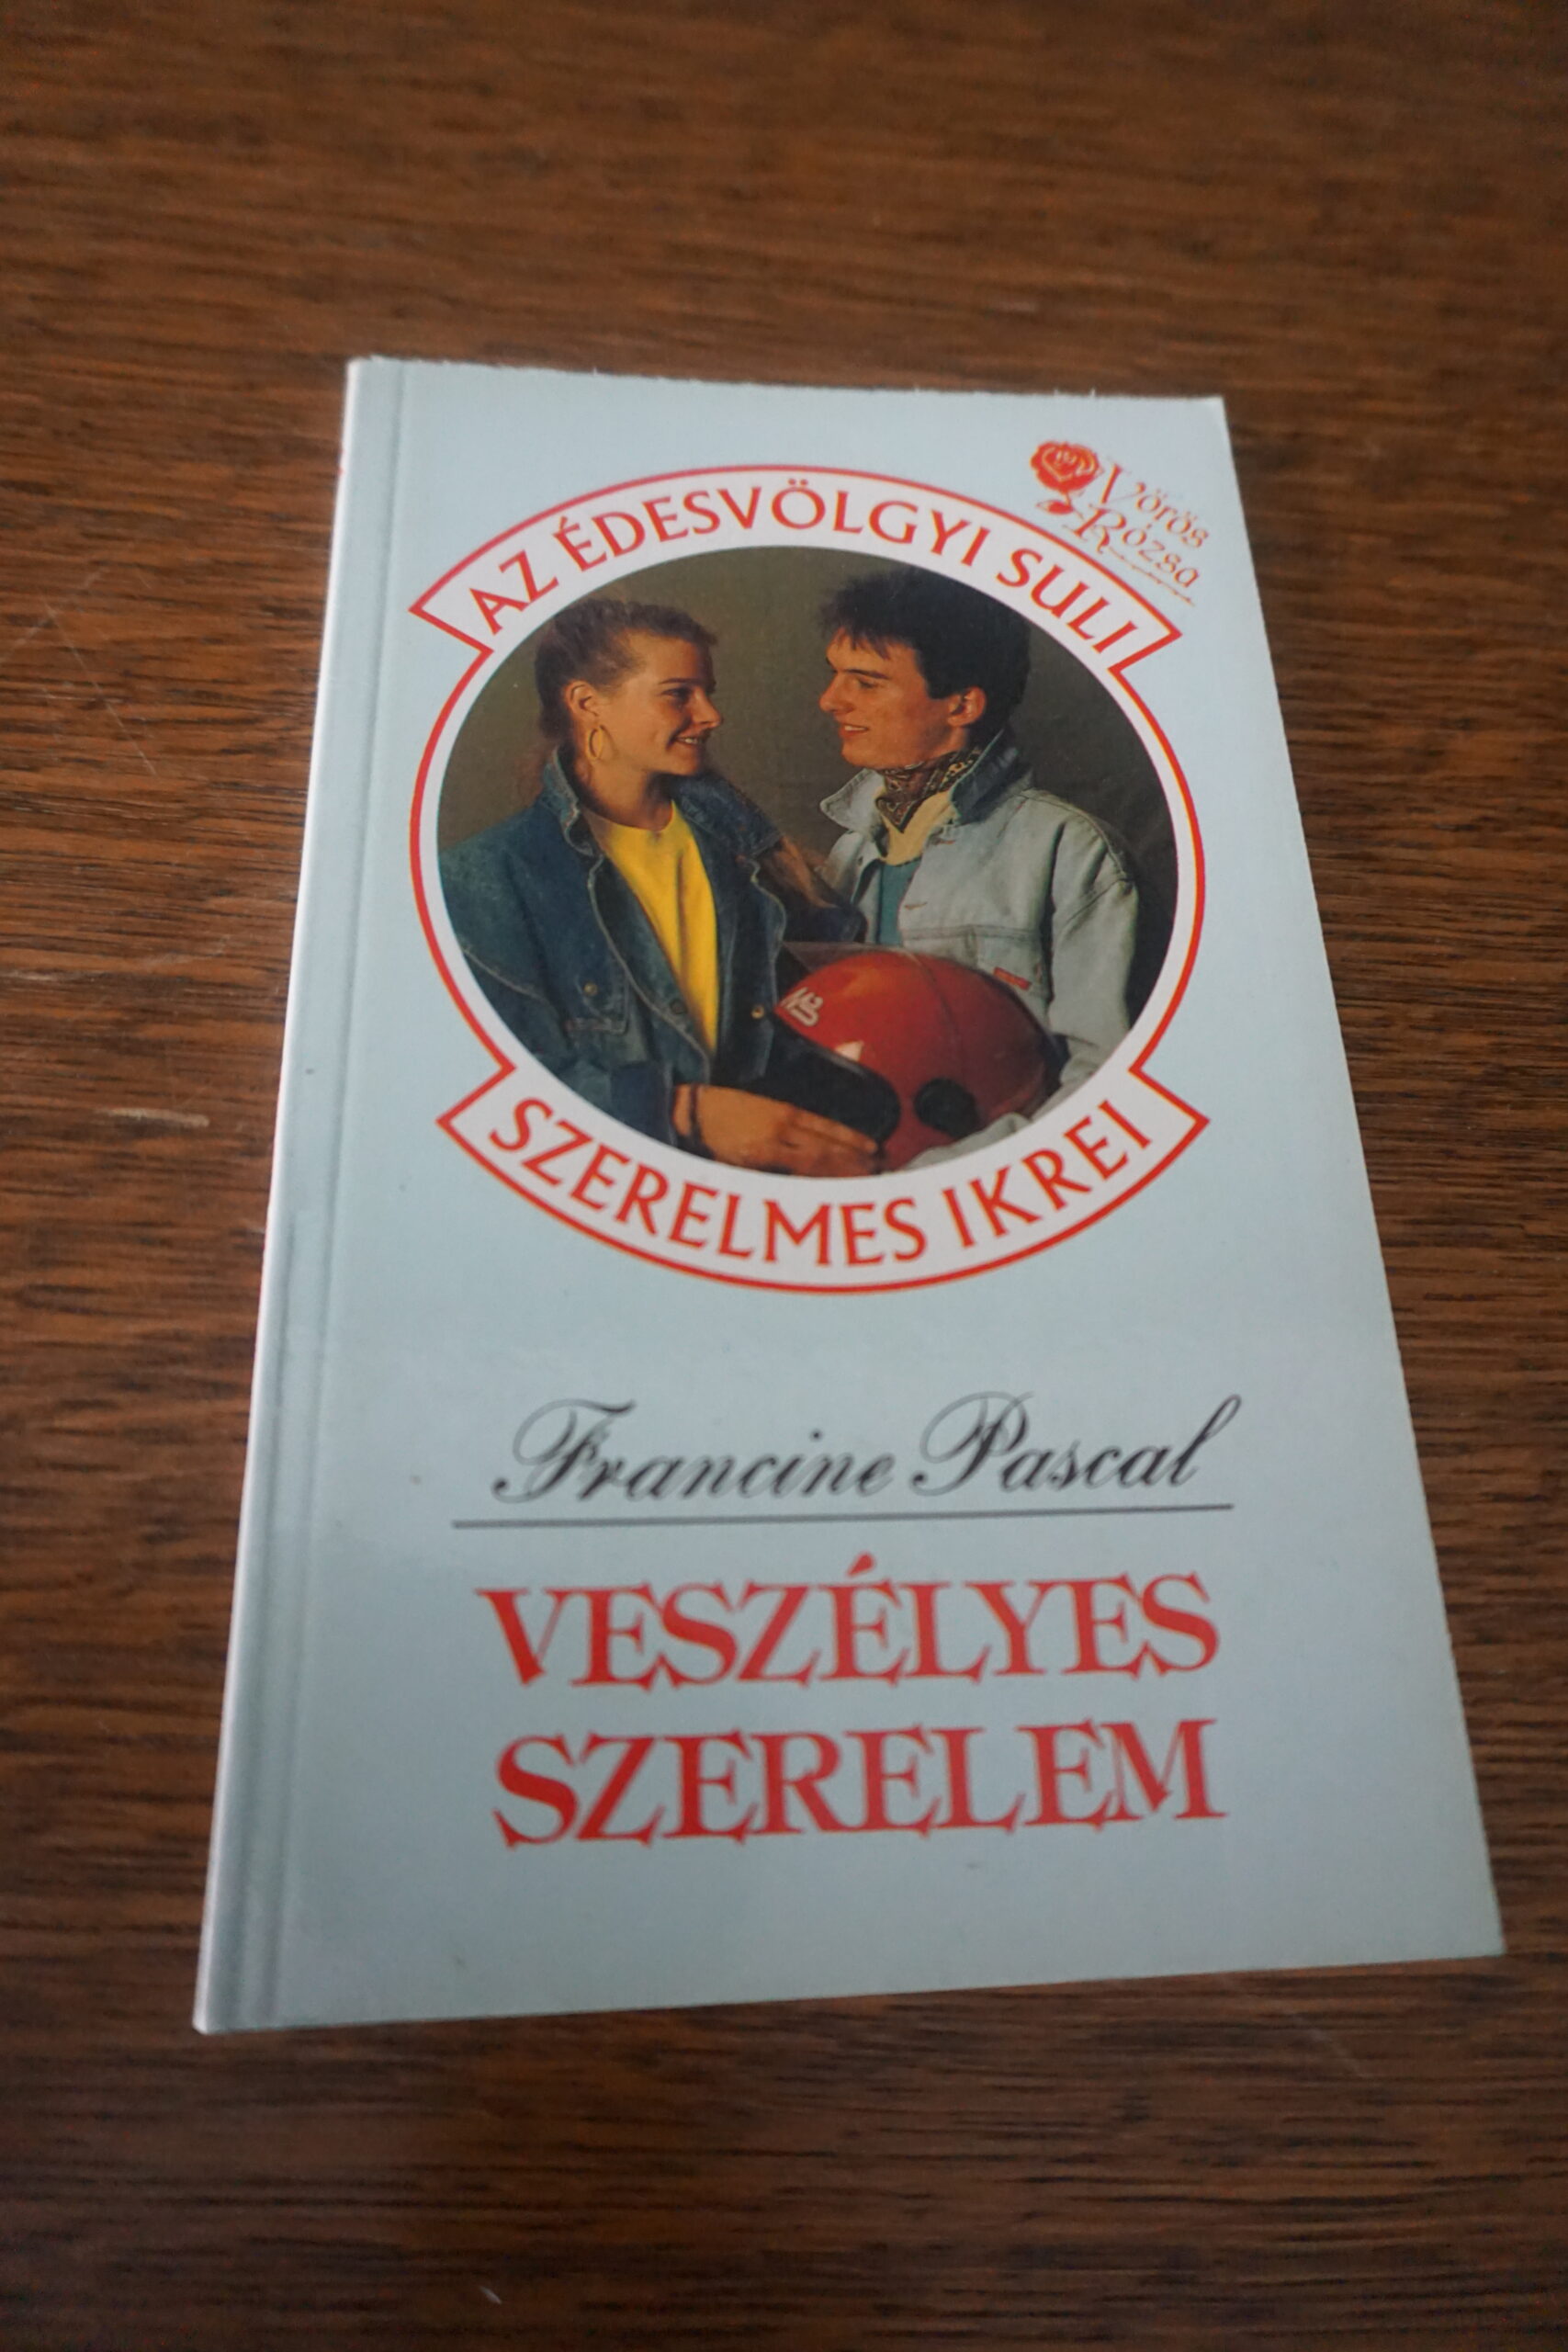 Vörös
Rózsa
AZ ÉDESVÖLGYI SULI
SZERELMES IKREI
Francine Pascal
VESZÉLYES
SZERELEM